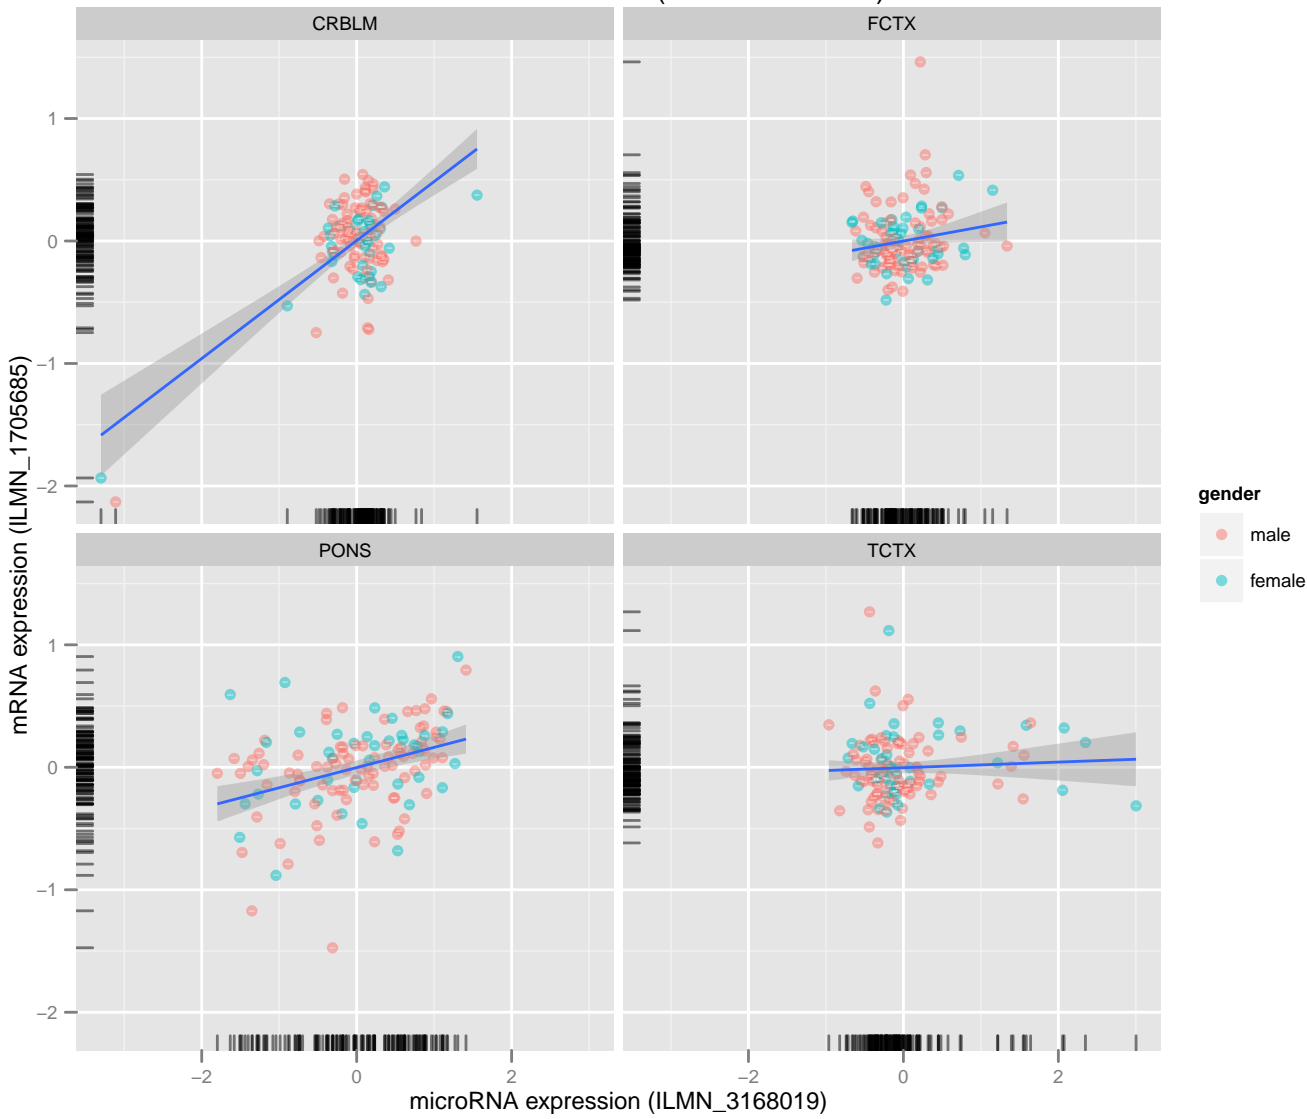 CRBLM
FCTX
1
0
−1
−2
PONS
TCTX
1
0
−1
−2
−2
0
2
−2
0
2
mRNA expression (ILMN_1705685)
microRNA expression (ILMN_3168019)
gender
male
female